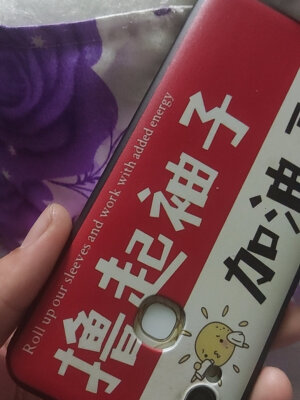 Roll up our sleeves and work with added energy
撸起袖子
加油